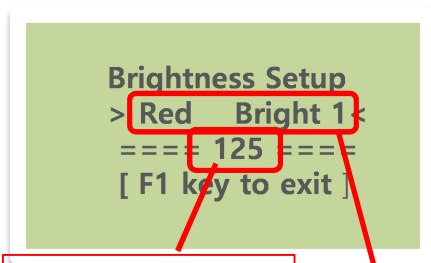 Brightness Setup
> Red Bright 1<
==== 125 ====
[ F1 key to exit ]